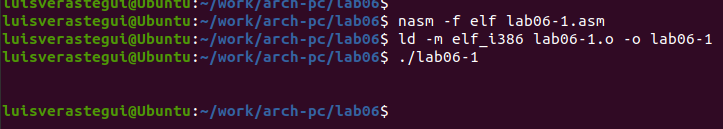 luisverastegui@Ubuntu:~/work/arch-pc/lab06$
luisverastegui@Ubuntu:~/work/arch-pc/lab06$ nasm -f elf lab06-1.asm
luisverastegui@Ubuntu:~/work/arch-pc/lab06$ ld -m elf_i386 lab06-1.o -o lab06-1
luisverastegui@Ubuntu:~/work/arch-pc/lab06$ ./lab06-1
luisverastegui@Ubuntu:~/work/arch-pc/lab06$